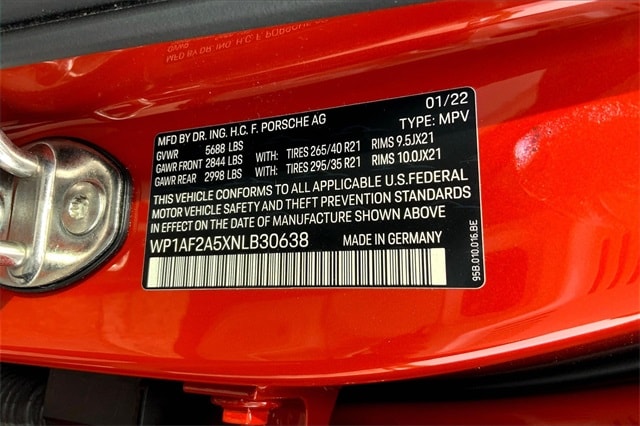 MFD BY DR. ING. H.C. F. PORSCHE AG 01/22
GVWR 5688 LBS TYPE: MPV
GAWR FRONT 2844 LBS WITH: TIRES 265/40 R21 RIMS 9.5JX21
GAWR REAR 2998 LBS WITH: TIRES 295/35 R21 RIMS 10.0JX21
THIS VEHICLE CONFORMS TO ALL APPLICABLE U.S.FEDERAL
MOTOR VEHICLE SAFETY AND THEFT PREVENTION STANDARDS
IN EFFECT ON THE DATE OF MANUFACTURE SHOWN ABOVE
WP1AF2A5XNLB30638 MADE IN GERMANY
95B.010.016.BE